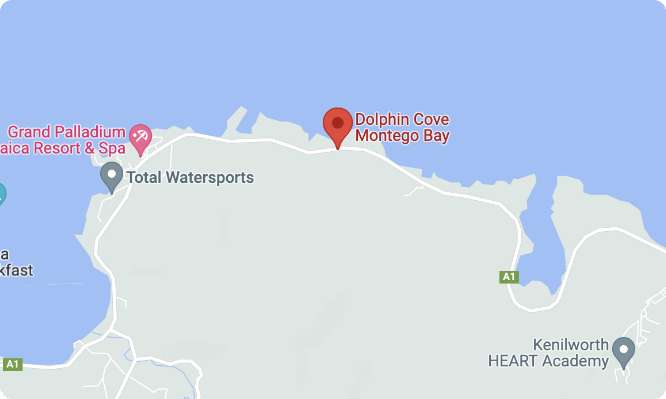 Dolphin Cove
Montego Bay
Grand Palladium
aica Resort & Spa
Total Watersports
a
kfast
A1
A1
Kenilworth
HEART Academy